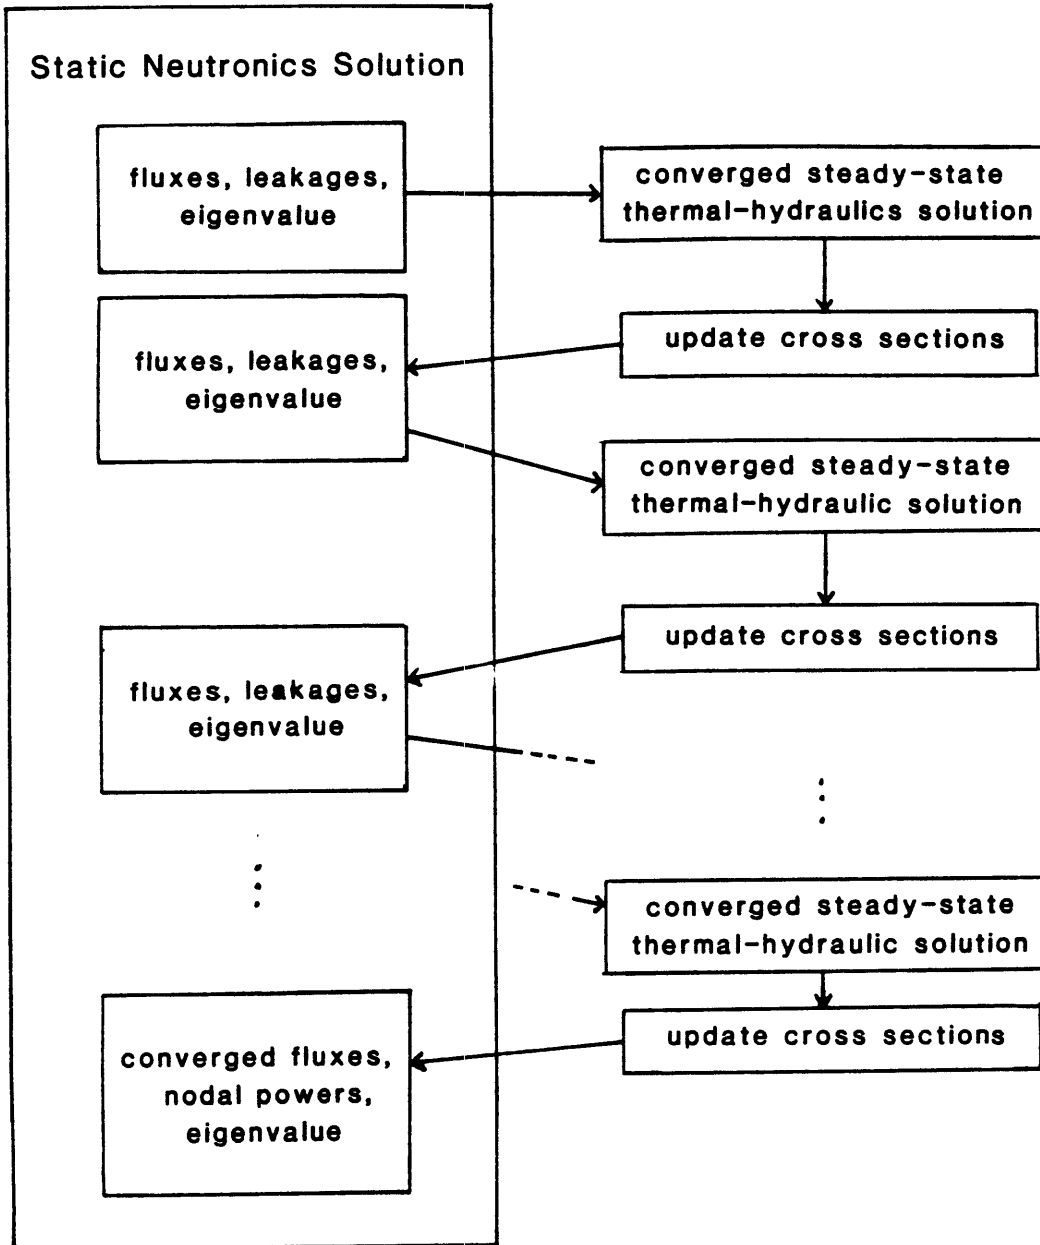 Static Neutronics Solution
fluxes, leakages,
eigenvalue
converged steady-state
thermal-hydraulics solution
update cross sections
fluxes, leakages,
eigenvalue
converged steady-state
thermal-hydraulic solution
update cross sections
fluxes, leakages,
eigenvalue
converged steady-state
thermal-hydraulic solution
update cross sections
converged fluxes,
nodal powers,
eigenvalue